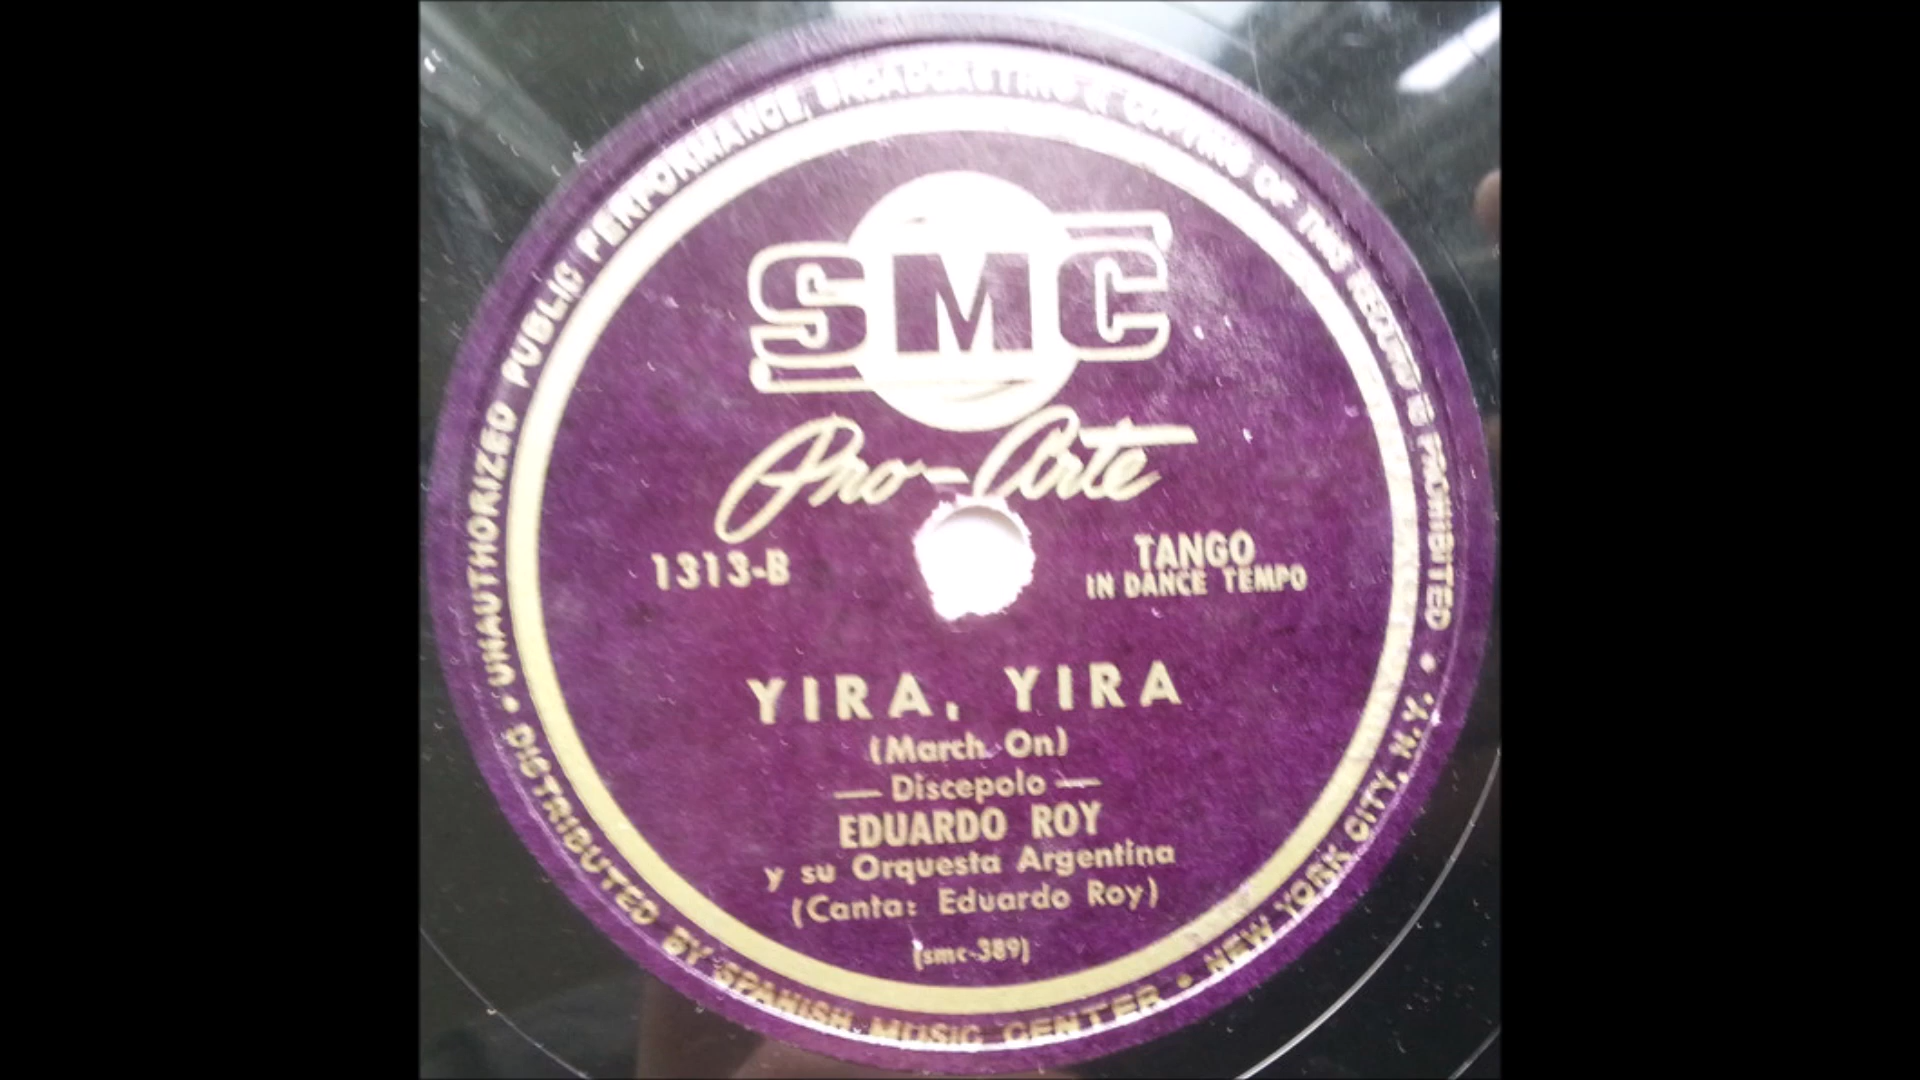 UNAUTHORIZED PUBLIC PERFORMANCE, BROADCASTING & COPYING OF THIS RECORD IS PROHIBITED
SMC
Pro-Arte
1313-B
TANGO
IN DANCE TEMPO
YIRA, YIRA
(March On)
— Discepolo —
EDUARDO ROY
y su Orquesta Argentina
(Canta: Eduardo Roy)
(smc-389)
• DISTRIBUTED BY SPANISH MUSIC CENTER • NEW YORK CITY, N.Y. •